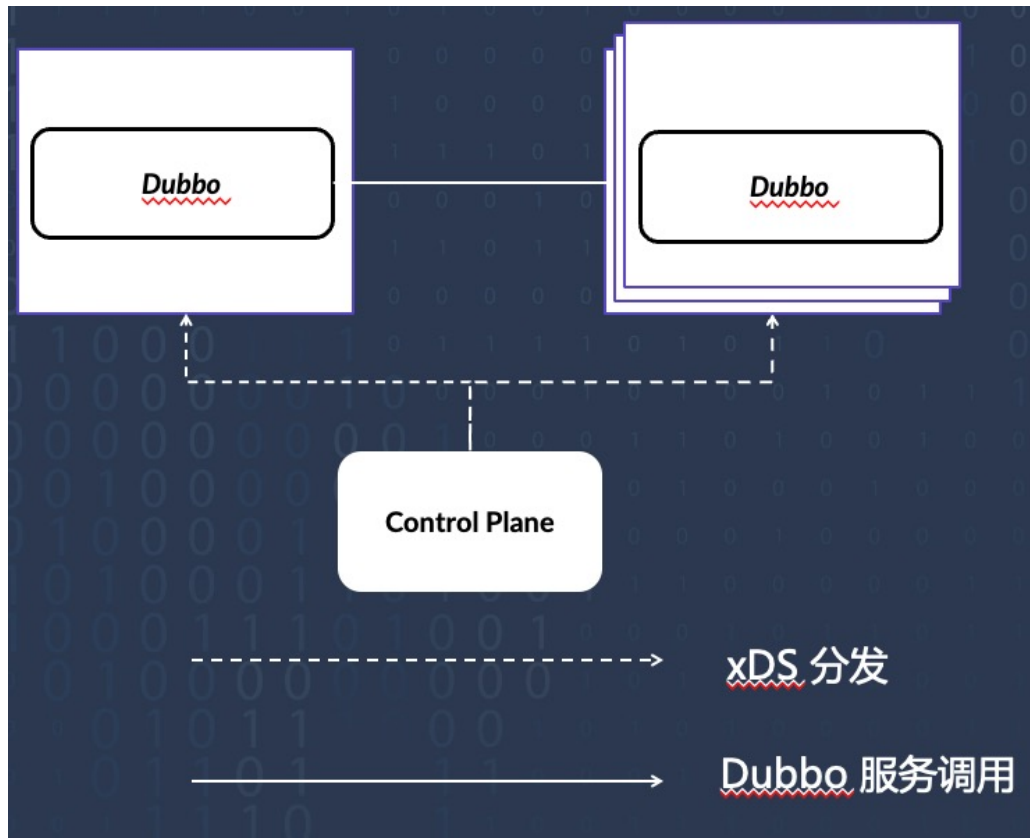 Dubbo
Dubbo
Control Plane
xDS 分发
Dubbo 服务调用